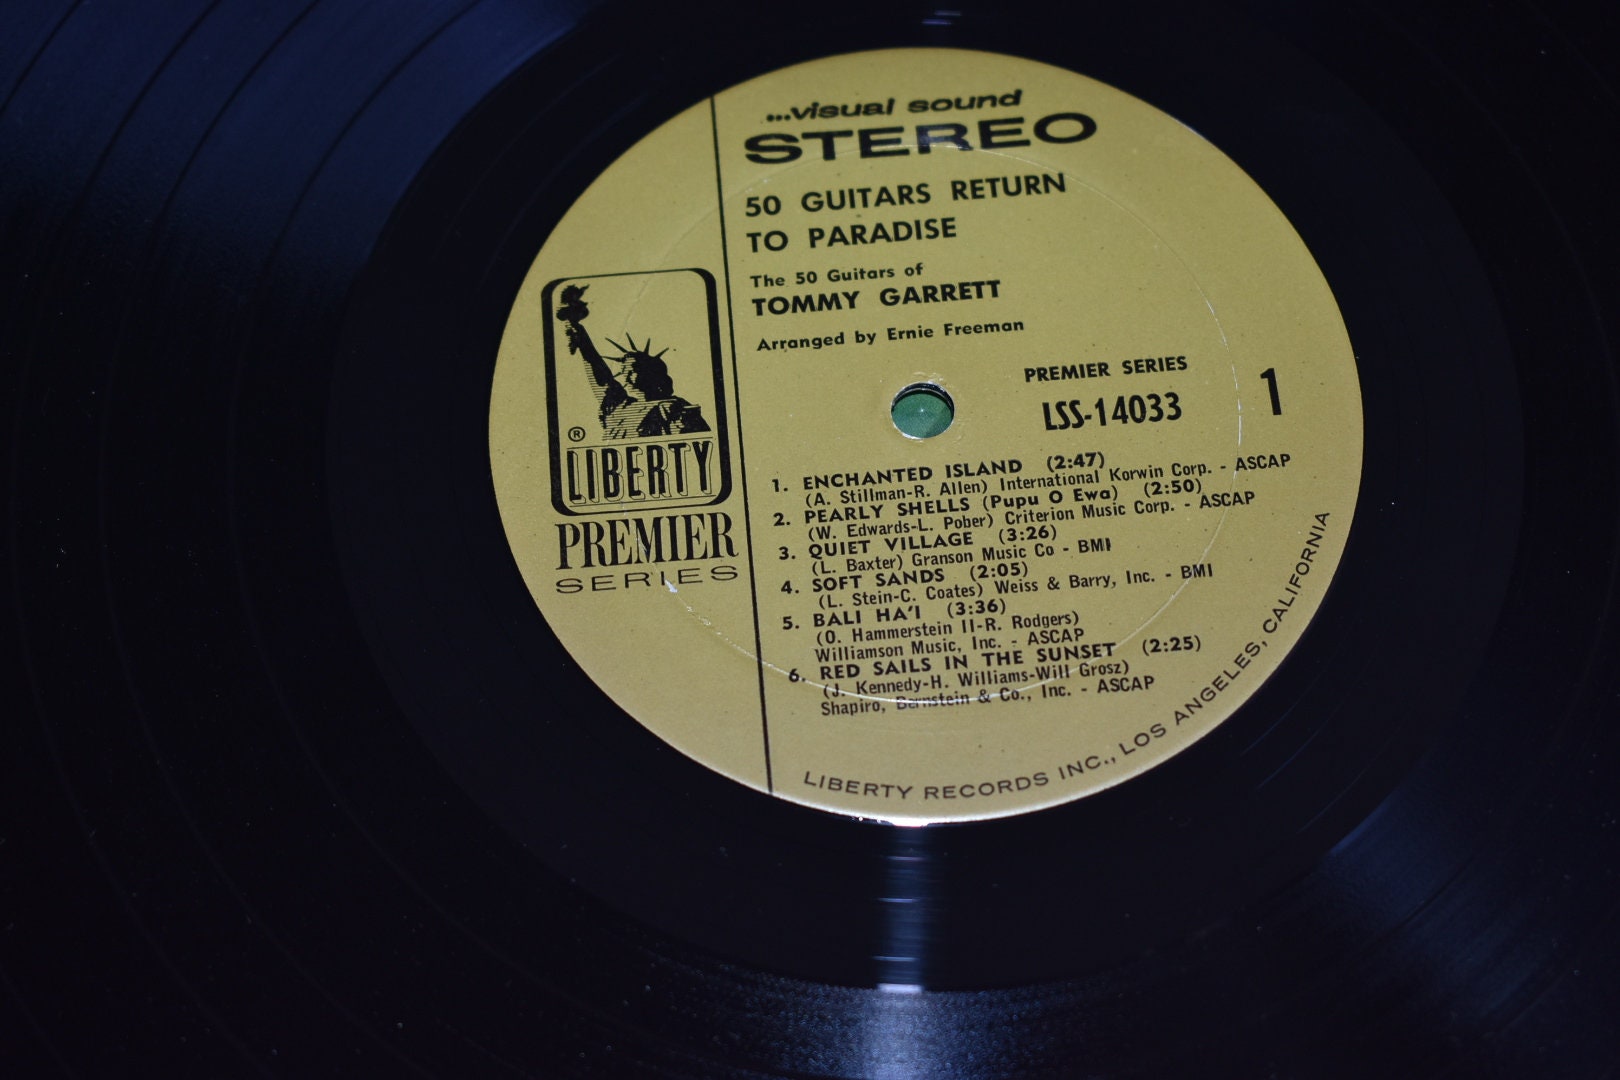 ...visual sound
STEREO
50 GUITARS RETURN
TO PARADISE
The 50 Guitars of
TOMMY GARRETT
Arranged by Ernie Freeman
PREMIER SERIES
LSS-14033
1
®
LIBERTY
PREMIER
SERIES
1. ENCHANTED ISLAND (2:47)
(A. Stillman-R. Allen) International Korwin Corp. - ASCAP
2. PEARLY SHELLS (Pupu O Ewa) (2:50)
(W. Edwards-L. Pober) Criterion Music Corp. - ASCAP
3. QUIET VILLAGE (3:26)
(L. Baxter) Granson Music Co - BMI
4. SOFT SANDS (2:05)
(L. Stein-C. Coates) Weiss & Barry, Inc. - BMI
5. BALI HA'I (3:36)
(O. Hammerstein II-R. Rodgers)
Williamson Music, Inc. - ASCAP
6. RED SAILS IN THE SUNSET (2:25)
(J. Kennedy-H. Williams-Will Grosz)
Shapiro, Bernstein & Co., Inc. - ASCAP
LIBERTY RECORDS INC., LOS ANGELES, CALIFORNIA